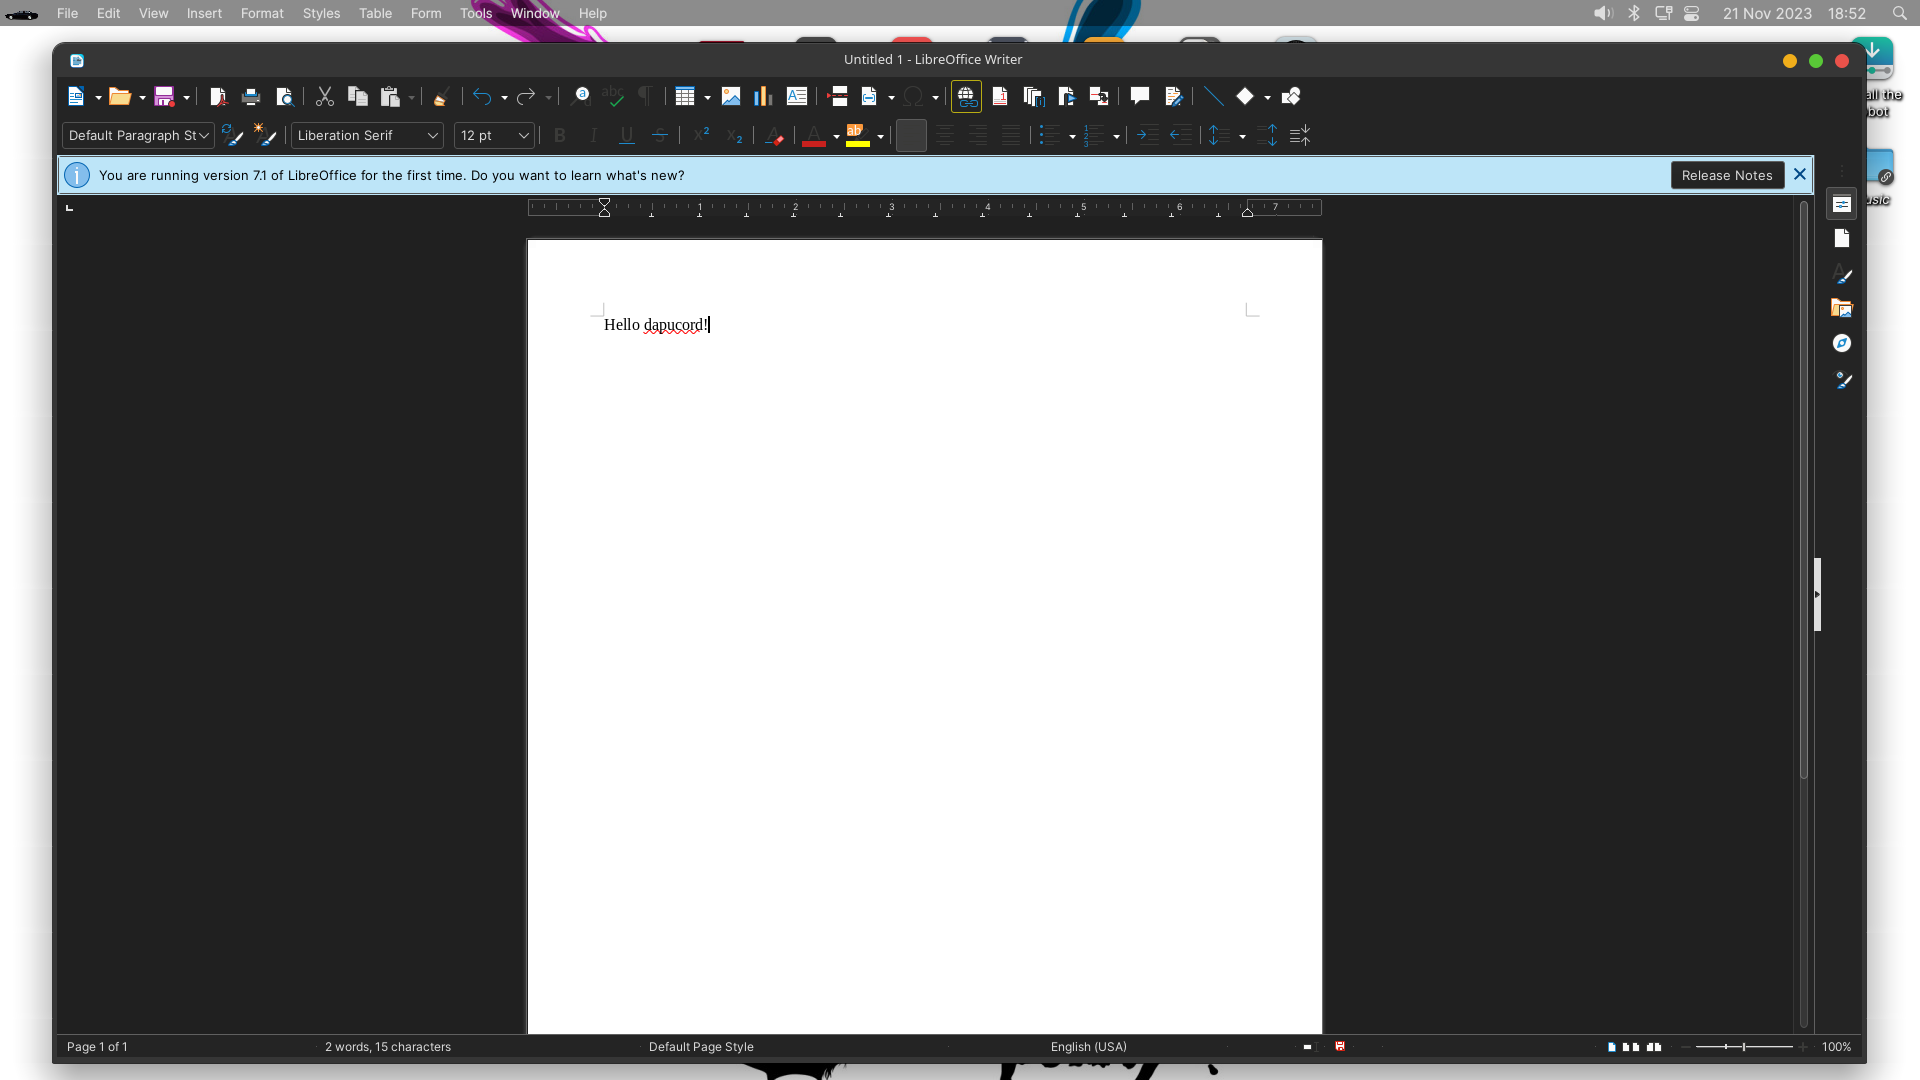 File Edit View Insert Format Styles Table Form Tools Window Help 21 Nov 2023 18:52
Untitled 1 - LibreOffice Writer
Default Paragraph St Liberation Serif 12 pt
You are running version 7.1 of LibreOffice for the first time. Do you want to learn what's new? Release Notes
1 2 3 4 5 6 7
Hello dapucord!
Page 1 of 1 2 words, 15 characters Default Page Style English (USA) 100%